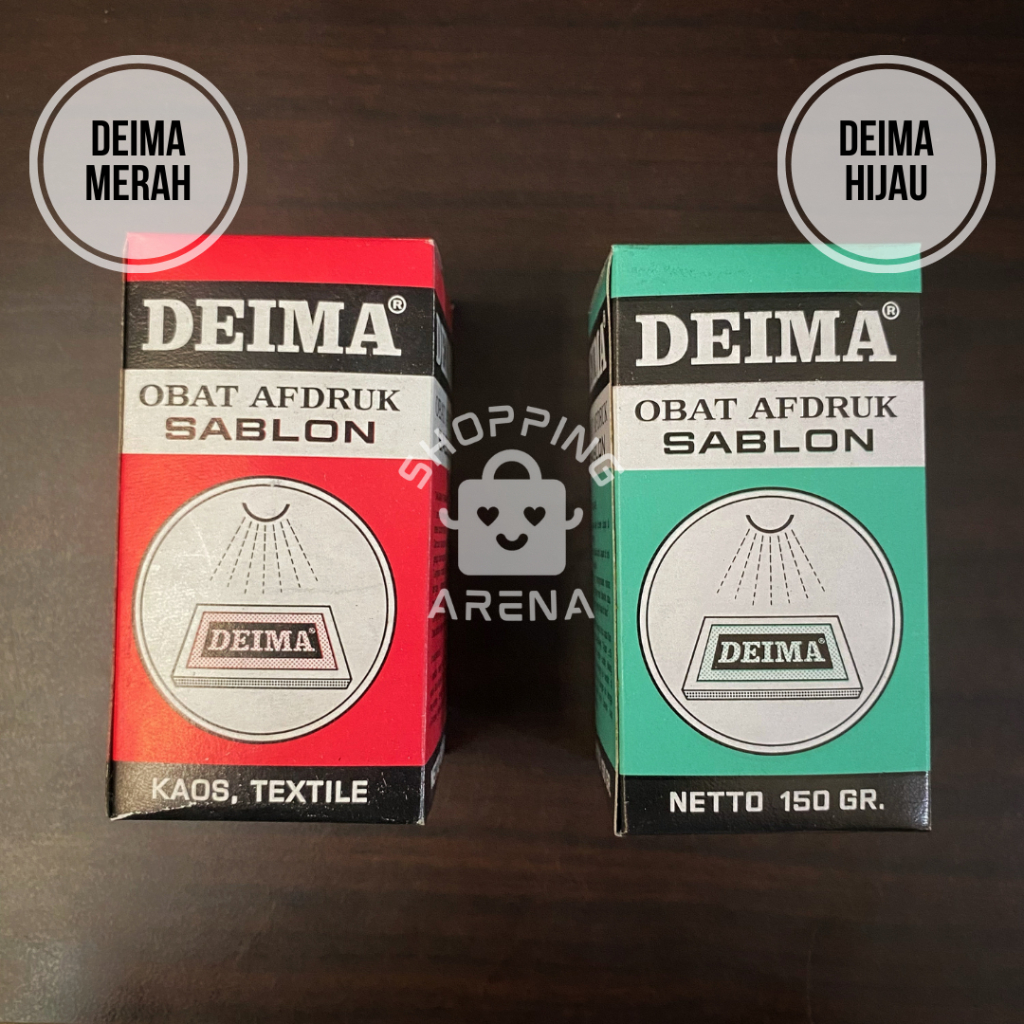 DEIMA
MERAH
DEIMA
HIJAU
DEIMA®
OBAT AFDRUK
SABLON
DEIMA®
KAOS, TEXTILE
DEIMA®
OBAT AFDRUK
SABLON
DEIMA®
NETTO 150 GR.
SHOPPING
ARENA